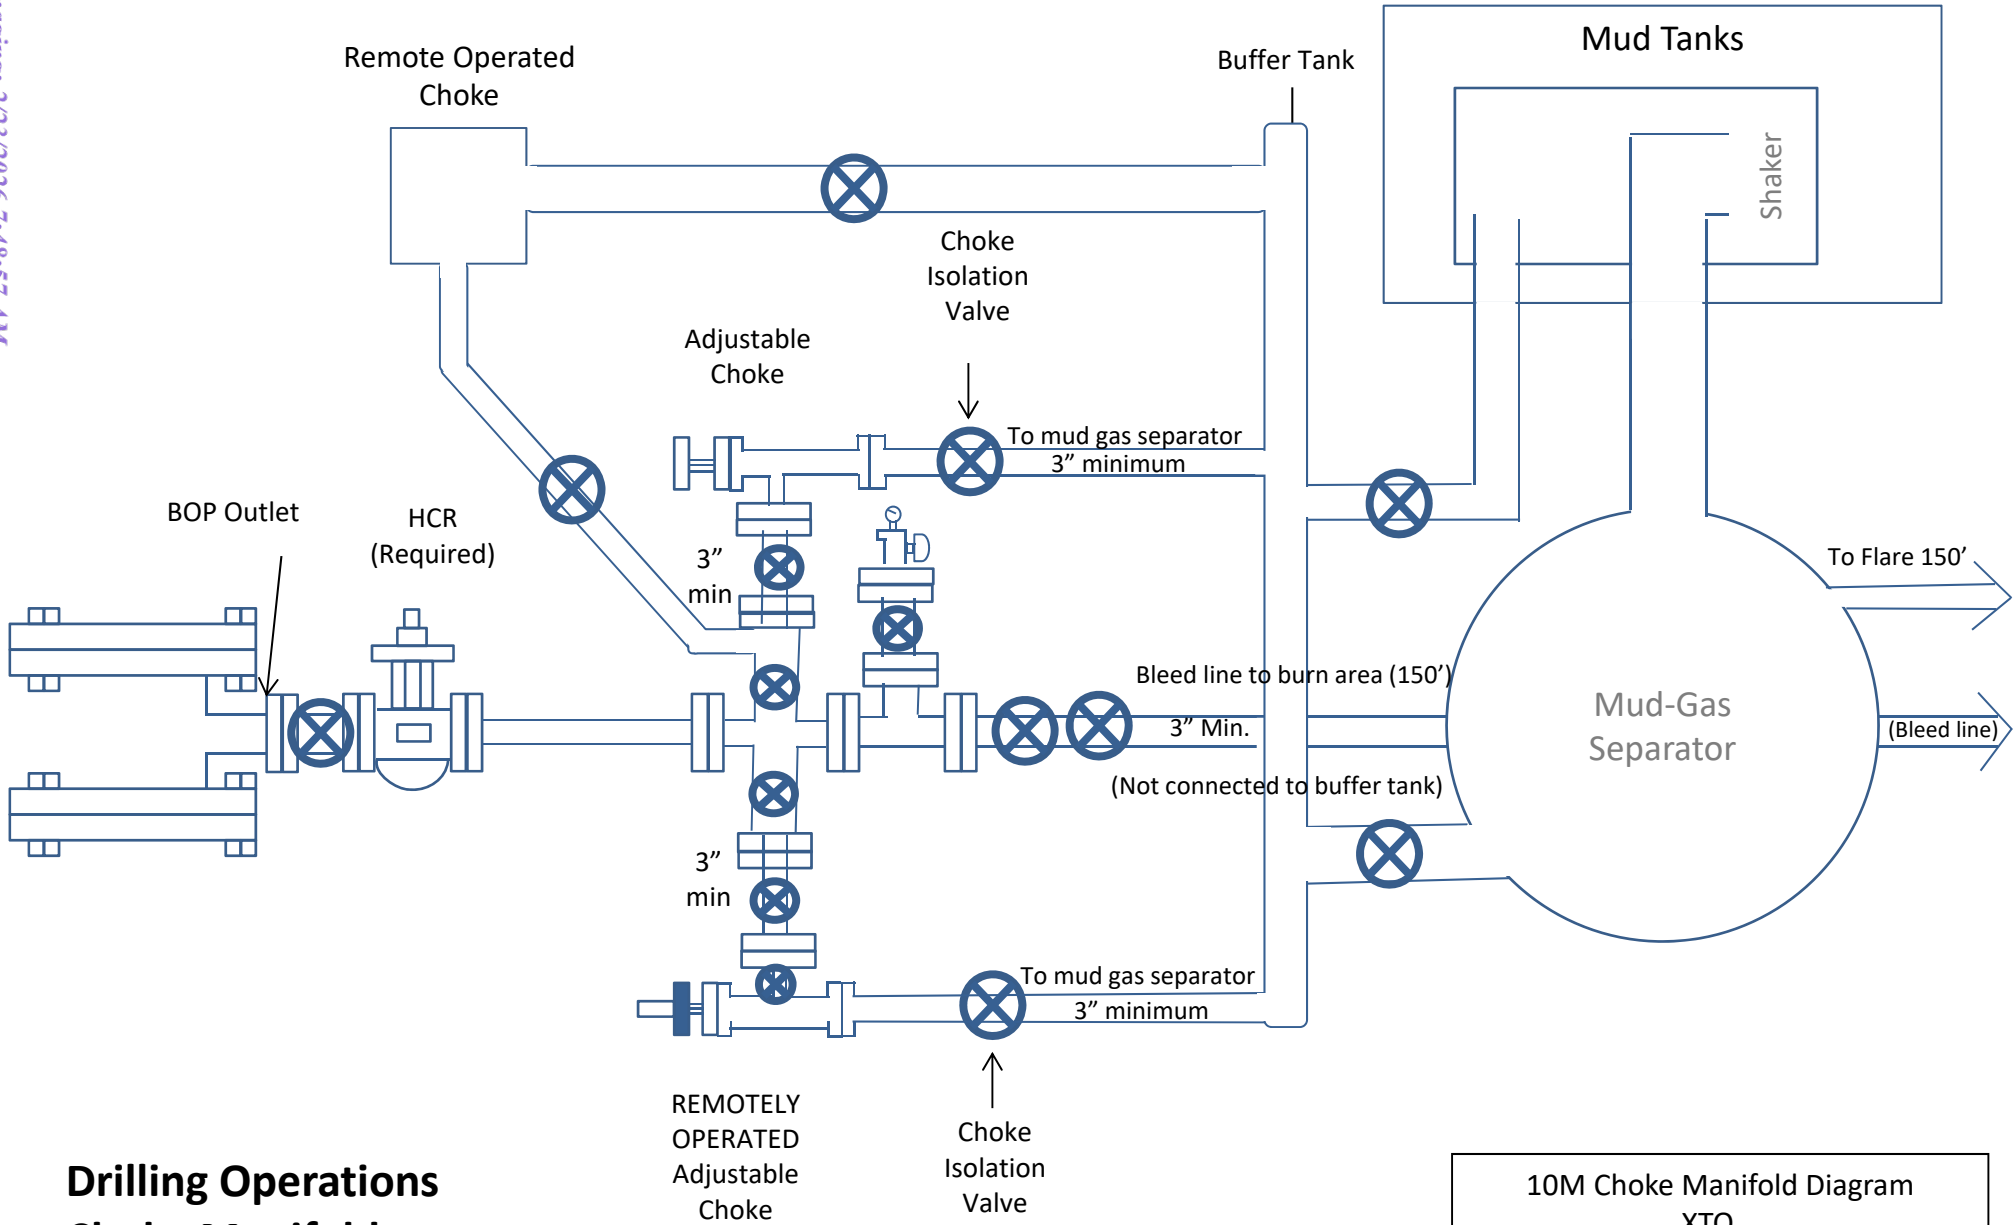 Remote Operated
Choke
Buffer Tank
Mud Tanks
Shaker
Choke
Isolation
Valve
Adjustable
Choke
To mud gas separator
3” minimum
BOP Outlet
HCR
(Required)
3”
min
To Flare 150’
Bleed line to burn area (150’)
3” Min.
(Not connected to buffer tank)
Mud-Gas
Separator
(Bleed line)
3”
min
To mud gas separator
3” minimum
REMOTELY
OPERATED
Adjustable
Choke
Choke
Isolation
Valve
Drilling Operations
Choke Manifold
10M Choke Manifold Diagram
XTO